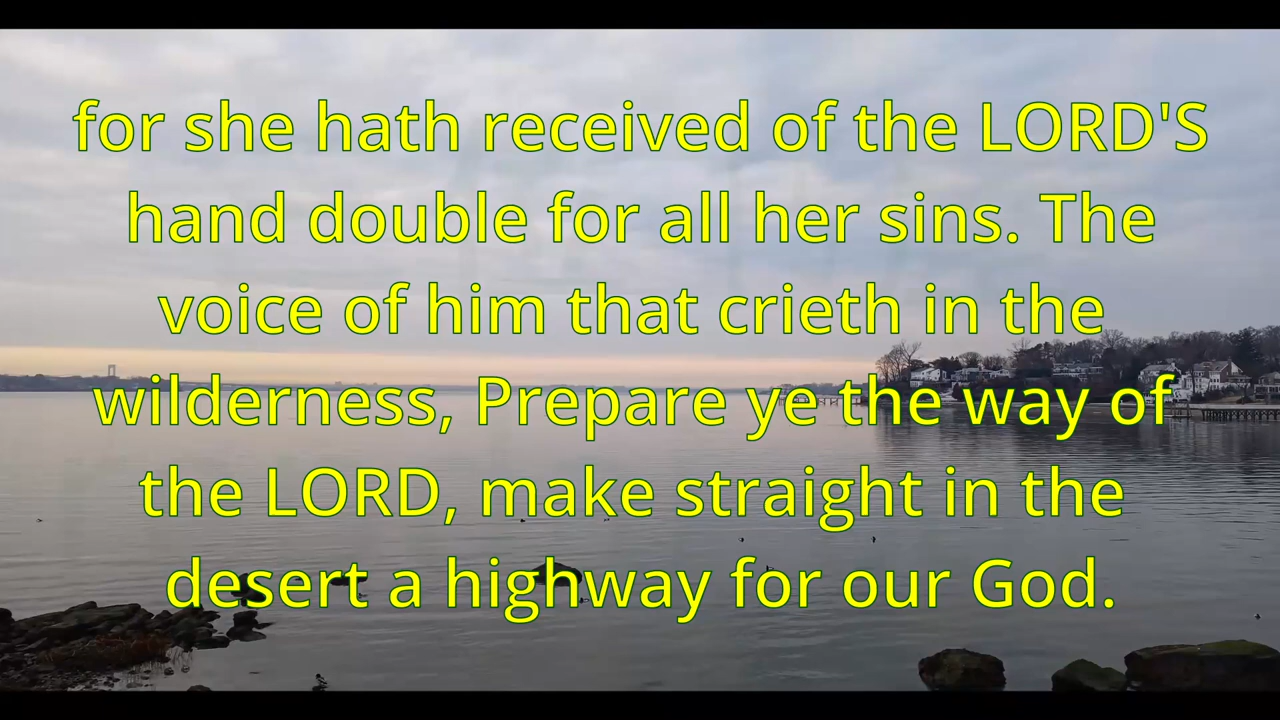 for she hath received of the LORD'S
hand double for all her sins. The
voice of him that crieth in the
wilderness, Prepare ye the way of
the LORD, make straight in the
desert a highway for our God.